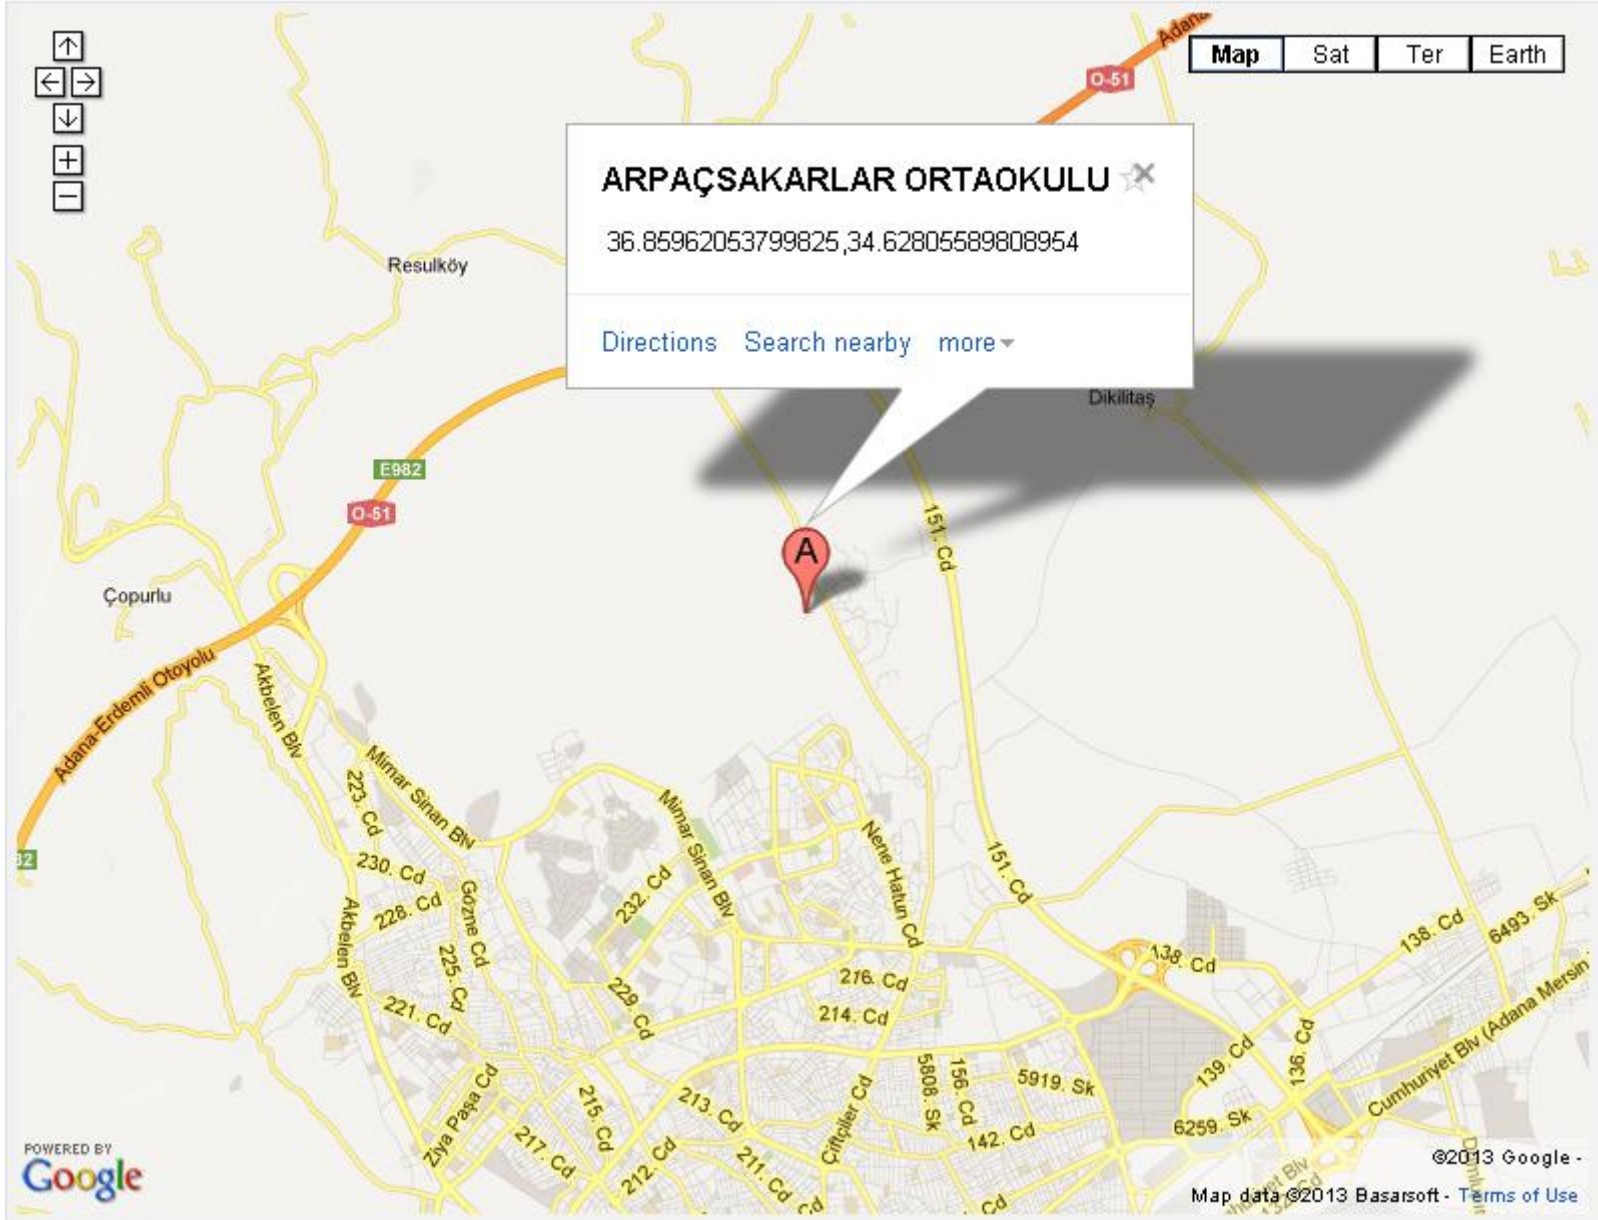 Adana
Map Sat Ter Earth
O-51
ARPAÇSAKARLAR ORTAOKULU
36.85962053799825,34.62805589808954
Resulköy
Directions Search nearby more
Dikilitaş
E982
O-51
151. Cd
A
Çopurlu
Adana-Erdemli Otoyolu
Akbelen Blv
Mimar Sinan Blv
223. Cd
Mimar Sinan Blv
Nene Hatun Cd
151. Cd
32
230. Cd
232. Cd
Gözne Cd
228. Cd
Akbelen Blv
225. Cd
138. Cd
6493. Sk
138. Cd
216. Cd
229. Cd
221. Cd
214. Cd
Cumhuriyet Blv (Adana Mersin
139. Cd
136. Cd
Ziya Paşa Cd
215. Cd
213. Cd
Çiftçiler Cd
5808. Sk
156. Cd
5919. Sk
142. Cd
6259. Sk
217. Cd
212. Cd
211. Cd
Cd
Cd
POWERED BY
Google
©2013 Google -
Map data ©2013 Basarsoft - Terms of Use